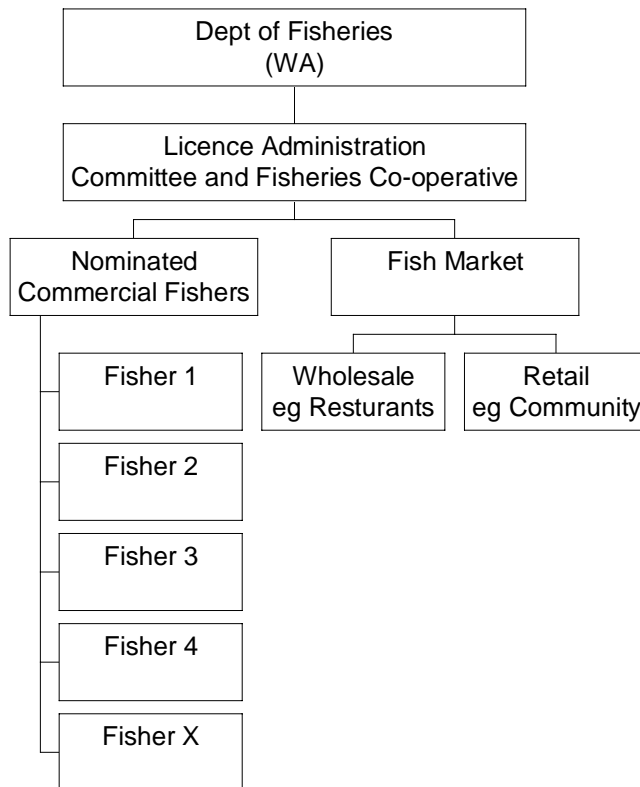 Dept of Fisheries
(WA)
Licence Administration
Committee and Fisheries Co-operative
Nominated
Commercial Fishers
Fish Market
Fisher 1
Wholesale
eg Resturants
Retail
eg Community
Fisher 2
Fisher 3
Fisher 4
Fisher X